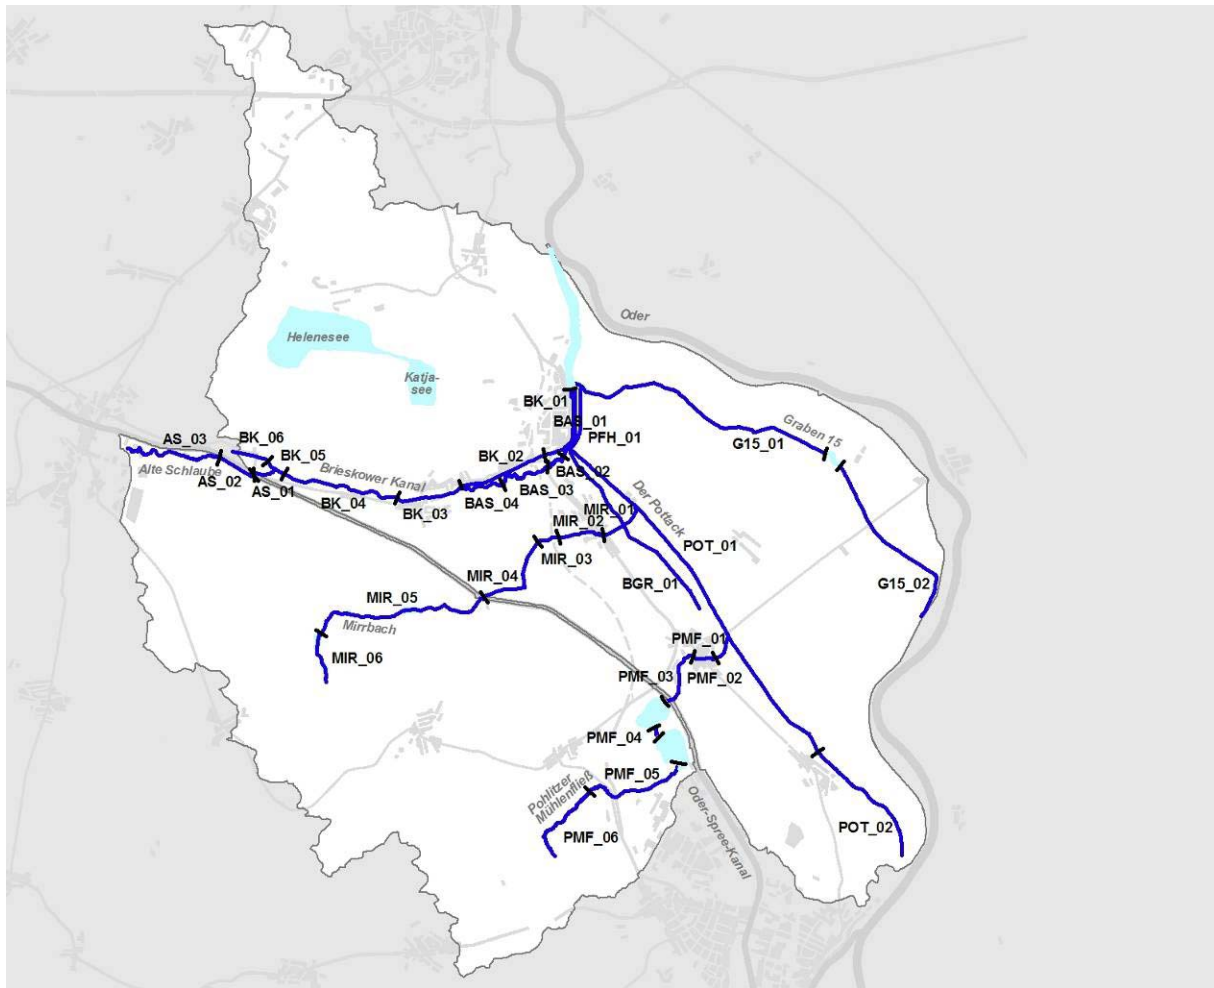 Oder
Helenesee
Katja-
see
BK_01
BAS_01
PFH_01
Graben 15
G15_01
AS_03
BK_06
BK_05
BK_02
BAS_02
Alte Schlaube
AS_02
AS_01
Brieskower Kanal
BK_04
BK_03
BAS_04
BAS_03
Der Pottack
MIR_01
MIR_02
MIR_03
POT_01
MIR_04
BGR_01
G15_02
MIR_05
Mirrbach
MIR_06
PMF_01
PMF_02
PMF_03
PMF_04
PMF_05
Pohlitzer
Mühlenfließ
PMF_06
Oder-Spree-Kanal
POT_02